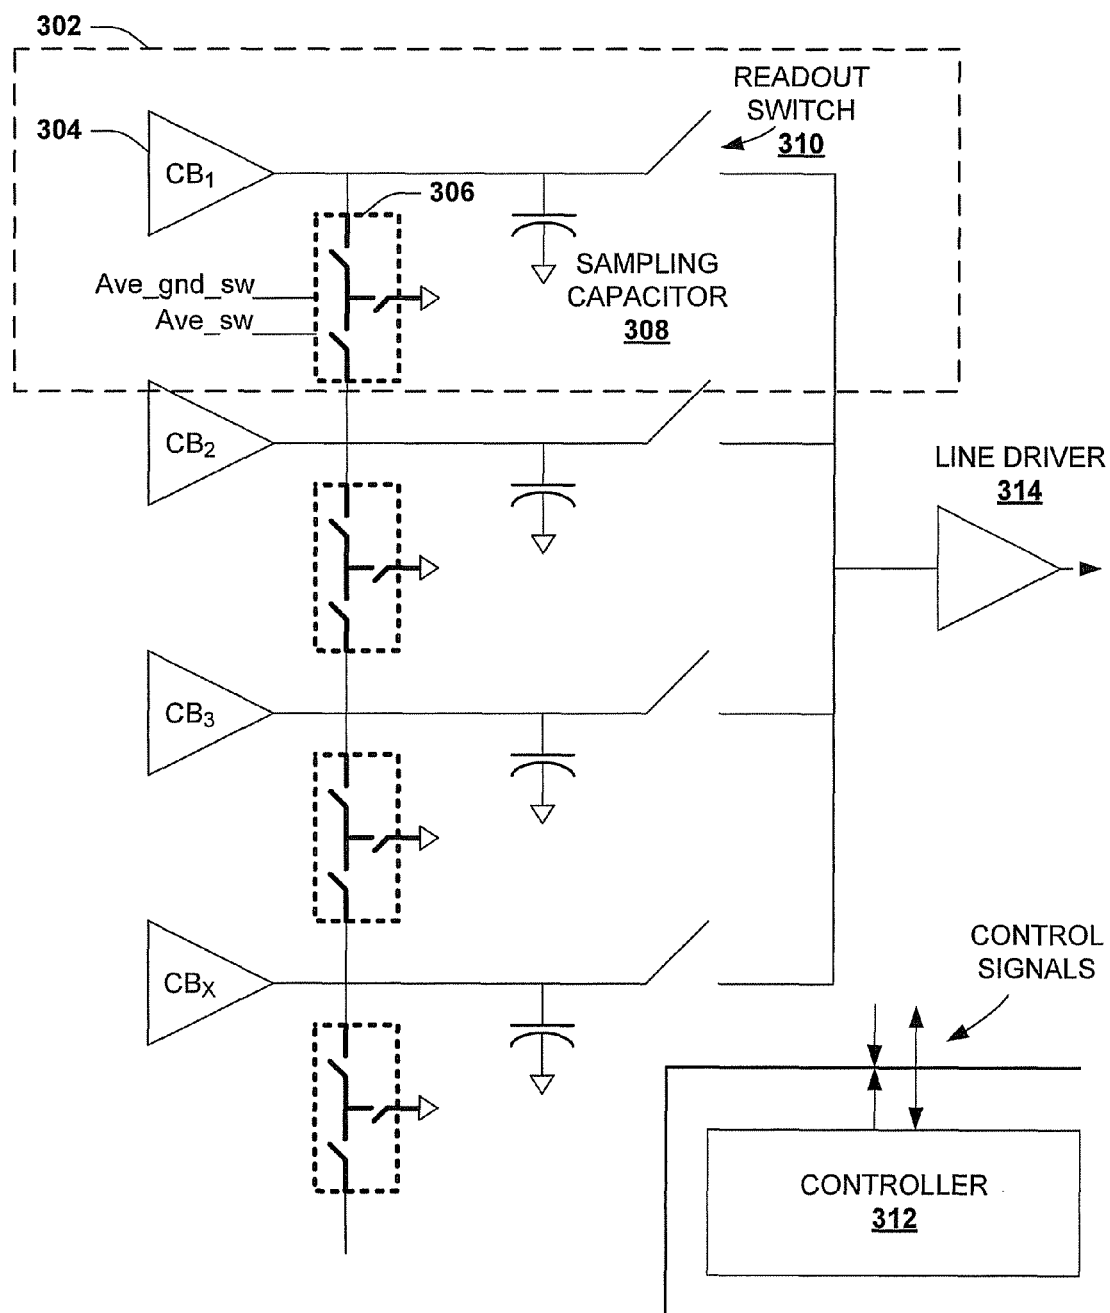 302
READOUT
SWITCH
310
304
CB1
306
Ave_gnd_sw
Ave_sw
SAMPLING
CAPACITOR
308
CB2
LINE DRIVER
314
CB3
CONTROL
SIGNALS
CBX
CONTROLLER
312